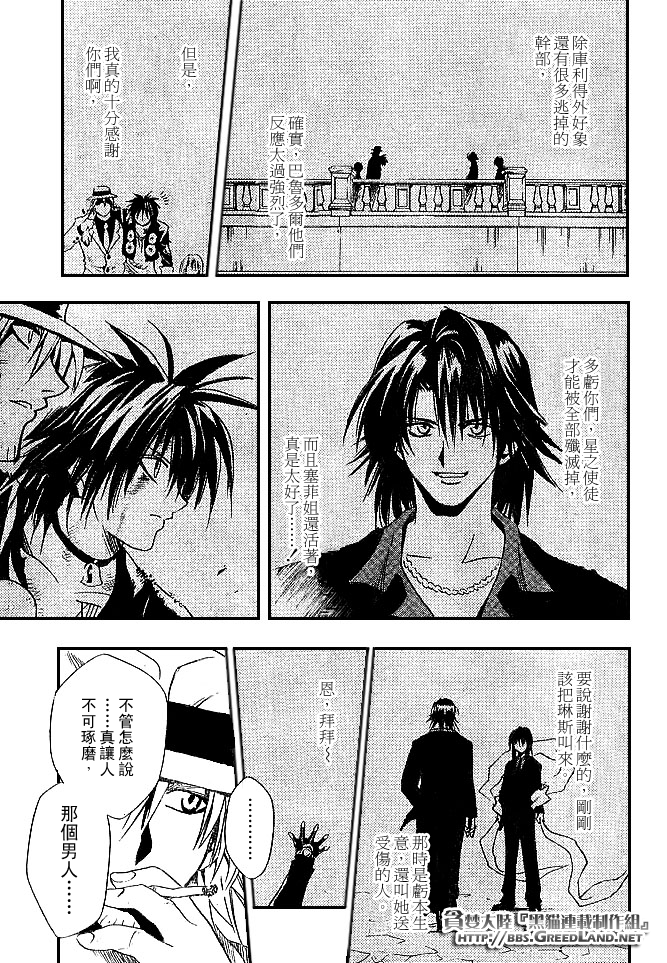 除庫利得外好象
還有很多逃掉的
幹部，
確實，巴魯多爾他們
反應太過強烈了，
但是，
我真的十分感謝
你們啊，
多虧你們，星之使徒
才能被全部殲滅掉，
而且塞菲姐還活著，
真是太好了……！
要說謝謝什麼的，剛剛
該把琳斯叫來。
那時是虧本生
意，還叫她送
受傷的人。
恩，拜拜～
………
不管怎麼說
……真讓人
不可琢磨，
那個男人……
貪婪大陸『黑貓連載制作組』
HTTP://BBS.GREEDLAND.NET